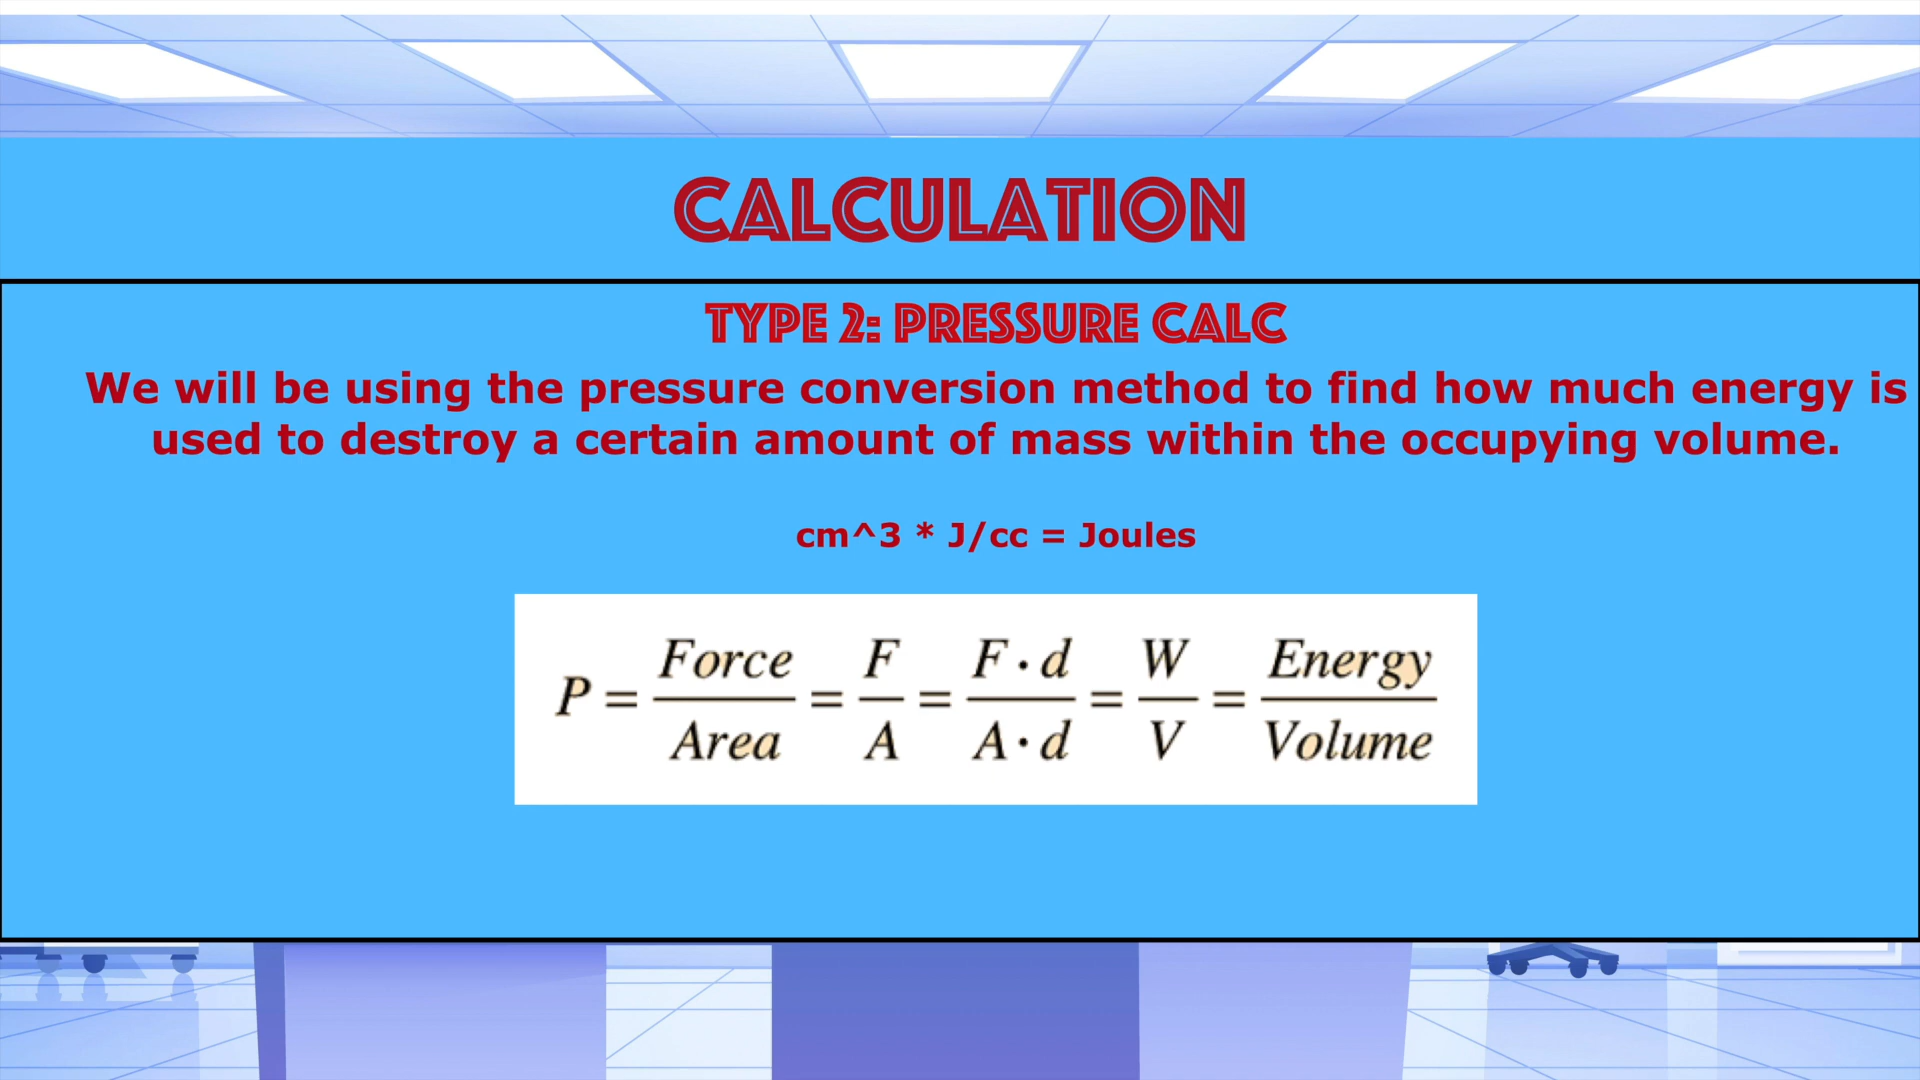 CALCULATION
TYPE 2: PRESSURE CALC
We will be using the pressure conversion method to find how much energy is
used to destroy a certain amount of mass within the occupying volume.
cm^3 * J/cc = Joules
P = Force/Area = F/A = F·d/A·d = W/V = Energy/Volume